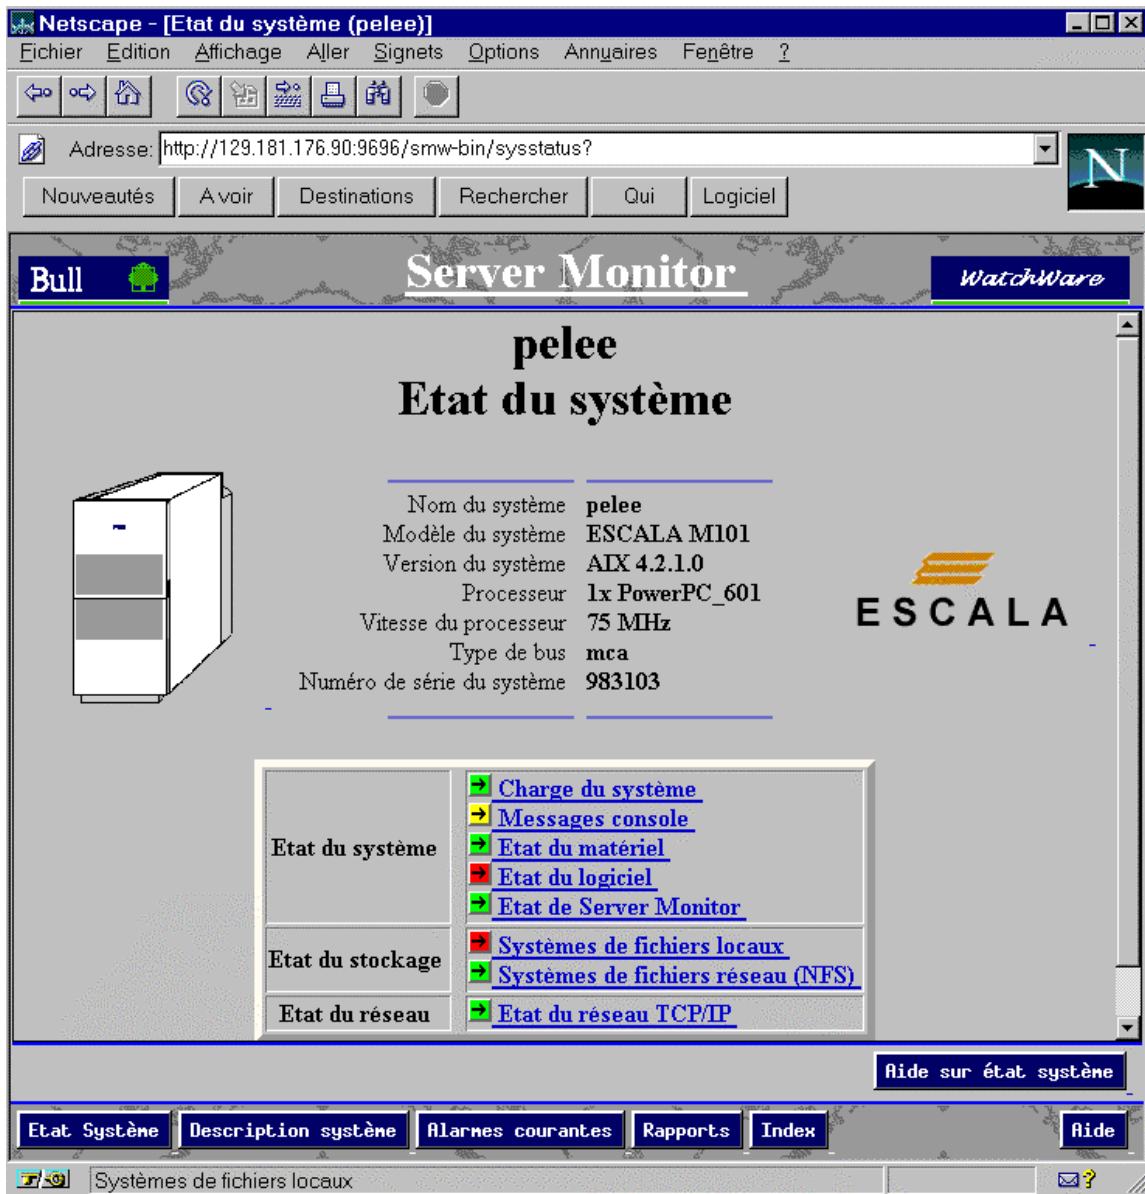 Netscape - [Etat du système (pelee)]
Fichier Edition Affichage Aller Signets Options Annuaires Fenêtre ?
Adresse: http://129.181.176.90:9696/smw-bin/sysstatus?
N
Nouveautés A voir Destinations Rechercher Qui Logiciel
Bull Server Monitor WatchWare
pelee
Etat du système
Nom du système pelee
Modèle du système ESCALA M101
Version du système AIX 4.2.1.0
Processeur 1x PowerPC_601
Vitesse du processeur 75 MHz
Type de bus mca
Numéro de série du système 983103
ESCALA
Etat du système
Charge du système
Messages console
Etat du matériel
Etat du logiciel
Etat de Server Monitor
Etat du stockage
Systèmes de fichiers locaux
Systèmes de fichiers réseau (NFS)
Etat du réseau
Etat du réseau TCP/IP
Aide sur état système
Etat Système Description système Alarmes courantes Rapports Index Aide
Systèmes de fichiers locaux